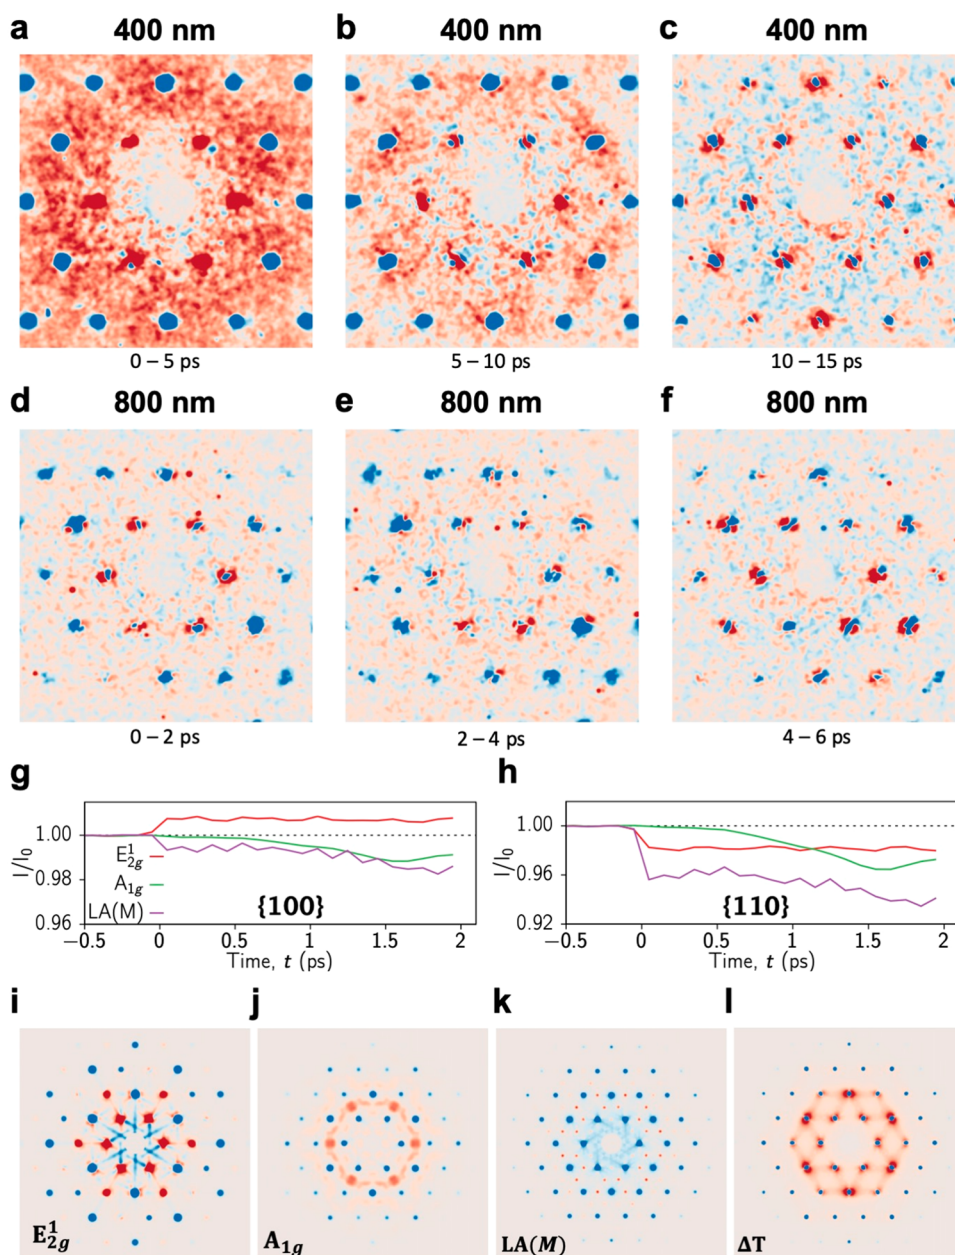 a 400 nm b 400 nm c 400 nm
0 – 5 ps 5 – 10 ps 10 – 15 ps
d 800 nm e 800 nm f 800 nm
0 – 2 ps 2 – 4 ps 4 – 6 ps
g h
I/I₀ 1.00 0.98 0.96
E¹₂g
A₁g
LA(M)
{100}
−0.5 0 0.5 1 1.5 2
Time, t (ps)
I/I₀ 1.00 0.96 0.92
{110}
−0.5 0 0.5 1 1.5 2
Time, t (ps)
i j k l
E¹₂g A₁g LA(M) ΔT